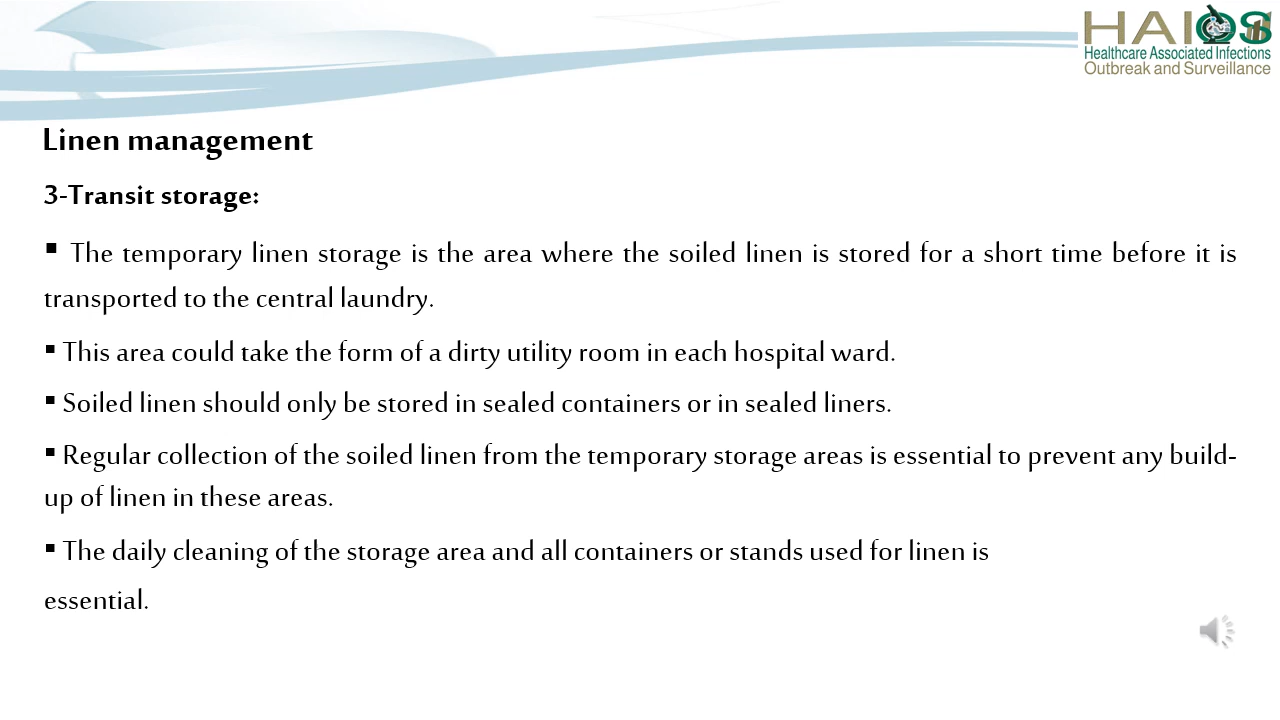 HAIOS
Healthcare Associated Infections
Outbreak and Surveillance
Linen management
3-Transit storage:
▪ The temporary linen storage is the area where the soiled linen is stored for a short time before it is
transported to the central laundry.
▪ This area could take the form of a dirty utility room in each hospital ward.
▪ Soiled linen should only be stored in sealed containers or in sealed liners.
▪ Regular collection of the soiled linen from the temporary storage areas is essential to prevent any build-
up of linen in these areas.
▪ The daily cleaning of the storage area and all containers or stands used for linen is
essential.